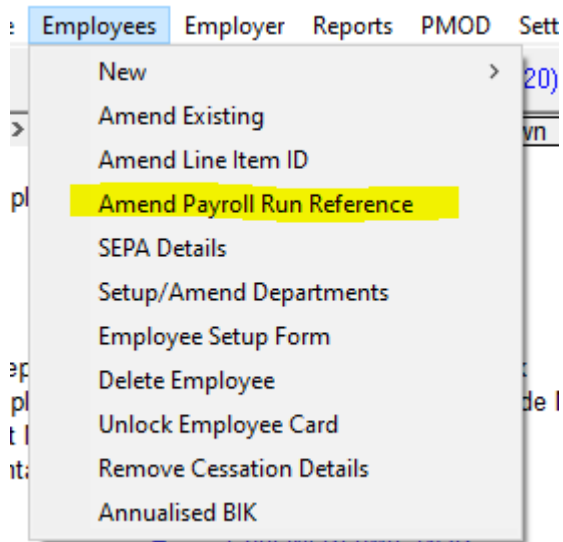 Employees Employer Reports PMOD
New
20)
Amend Existing
Amend Line Item ID
Amend Payroll Run Reference
SEPA Details
Setup/Amend Departments
Employee Setup Form
Delete Employee
Unlock Employee Card
Remove Cessation Details
Annualised BIK